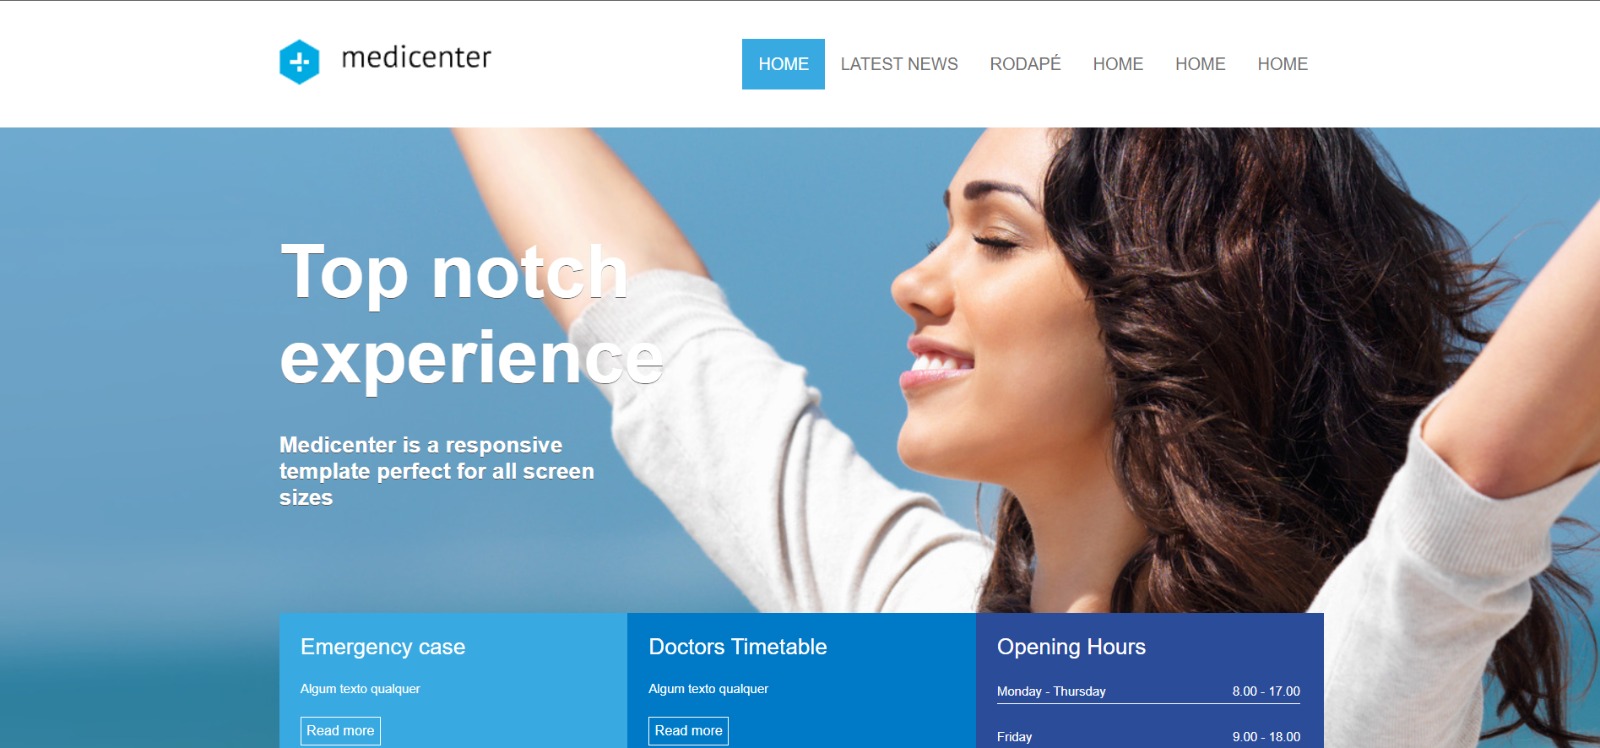 medicenter
HOME LATEST NEWS RODAPÉ HOME HOME HOME
Top notch
experience
Medicenter is a responsive
template perfect for all screen
sizes
Emergency case
Algum texto qualquer
Read more
Doctors Timetable
Algum texto qualquer
Read more
Opening Hours
Monday - Thursday 8.00 - 17.00
Friday 9.00 - 18.00